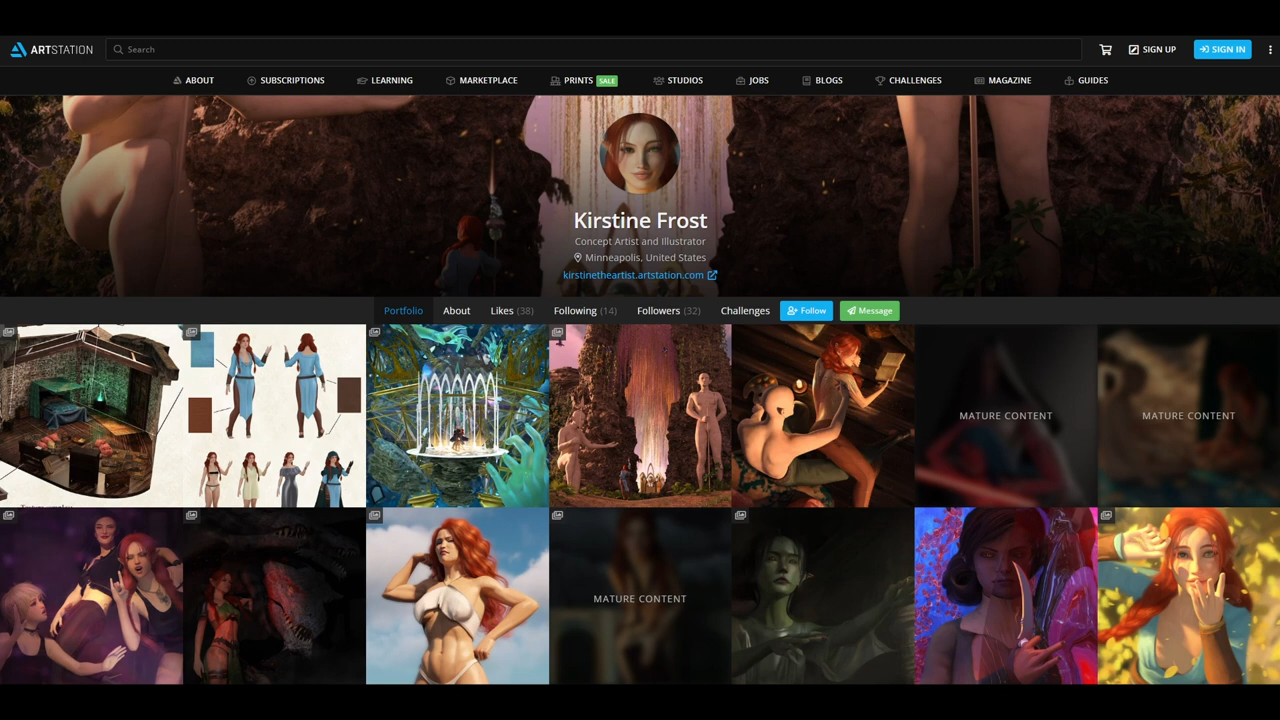 ARTSTATION
Search
SIGN UP
SIGN IN
ABOUT
SUBSCRIPTIONS
LEARNING
MARKETPLACE
PRINTS SALE
STUDIOS
JOBS
BLOGS
CHALLENGES
MAGAZINE
GUIDES
Kirstine Frost
Concept Artist and Illustrator
Minneapolis, United States
kirstinetheartist.artstation.com
Portfolio
About
Likes (38)
Following (14)
Followers (32)
Challenges
Follow
Message
MATURE CONTENT
MATURE CONTENT
MATURE CONTENT